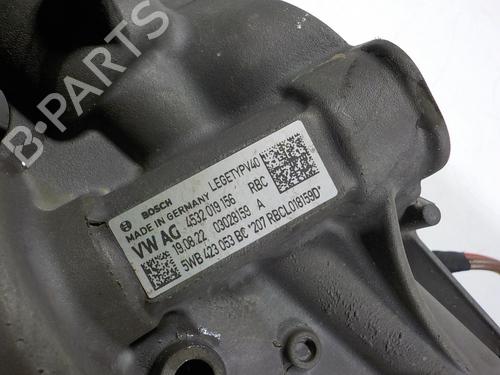 B-PARTS
BOSCH
MADE IN GERMANY LEGETYPV40
VW AG 4532 019 156 RBC
19.08.22 03028159 A
5WB 423 053 BC *207 RBCL018159D*